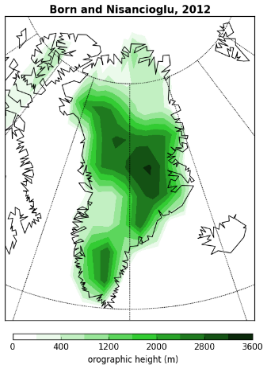 Born and Nisancioglu, 2012
0 400 1200 2000 2800 3600
orographic height (m)